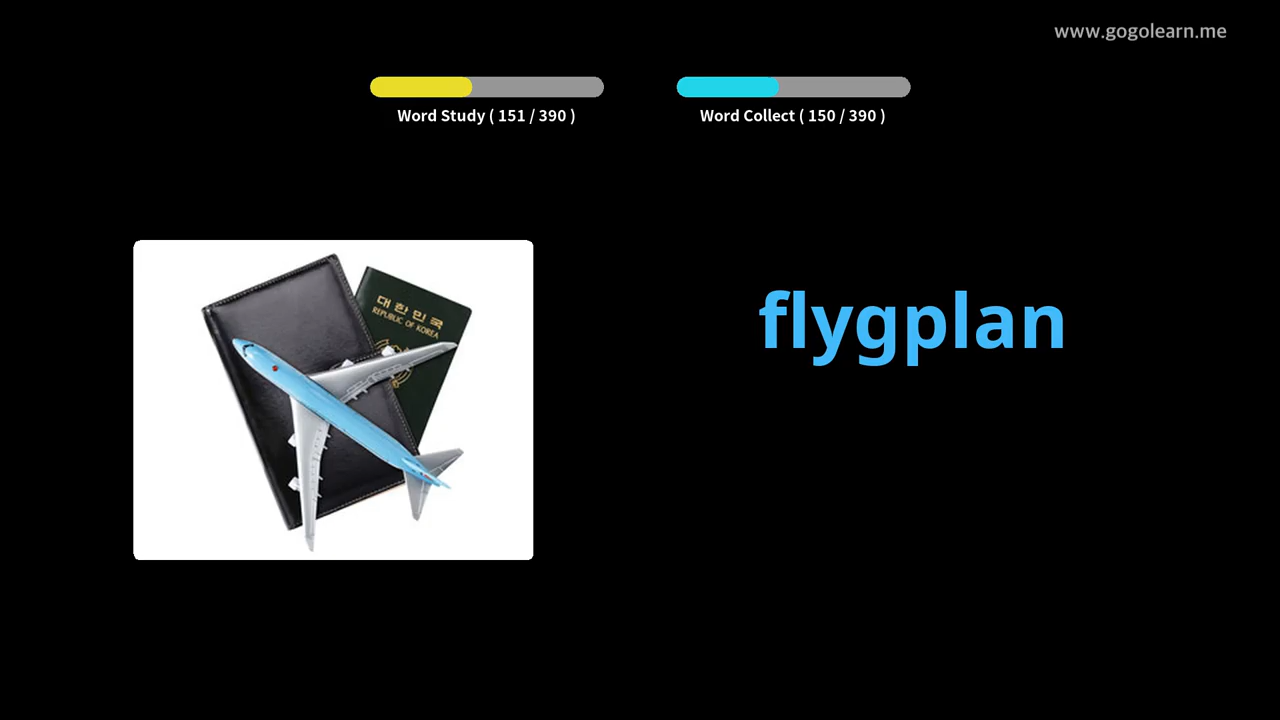 www.gogolearn.me
Word Study ( 151 / 390 )
Word Collect ( 150 / 390 )
대한민국
REPUBLIC OF KOREA
flygplan